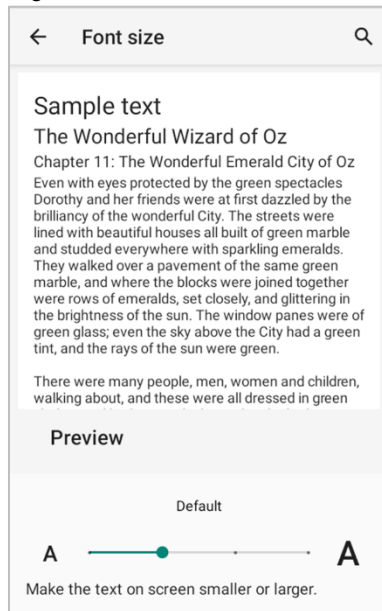 Font size
Sample text
The Wonderful Wizard of Oz
Chapter 11: The Wonderful Emerald City of Oz
Even with eyes protected by the green spectacles
Dorothy and her friends were at first dazzled by the
brilliancy of the wonderful City. The streets were
lined with beautiful houses all built of green marble
and studded everywhere with sparkling emeralds.
They walked over a pavement of the same green
marble, and where the blocks were joined together
were rows of emeralds, set closely, and glittering in
the brightness of the sun. The window panes were of
green glass; even the sky above the City had a green
tint, and the rays of the sun were green.
There were many people, men, women and children,
walking about, and these were all dressed in green
Preview
Default
A A
Make the text on screen smaller or larger.